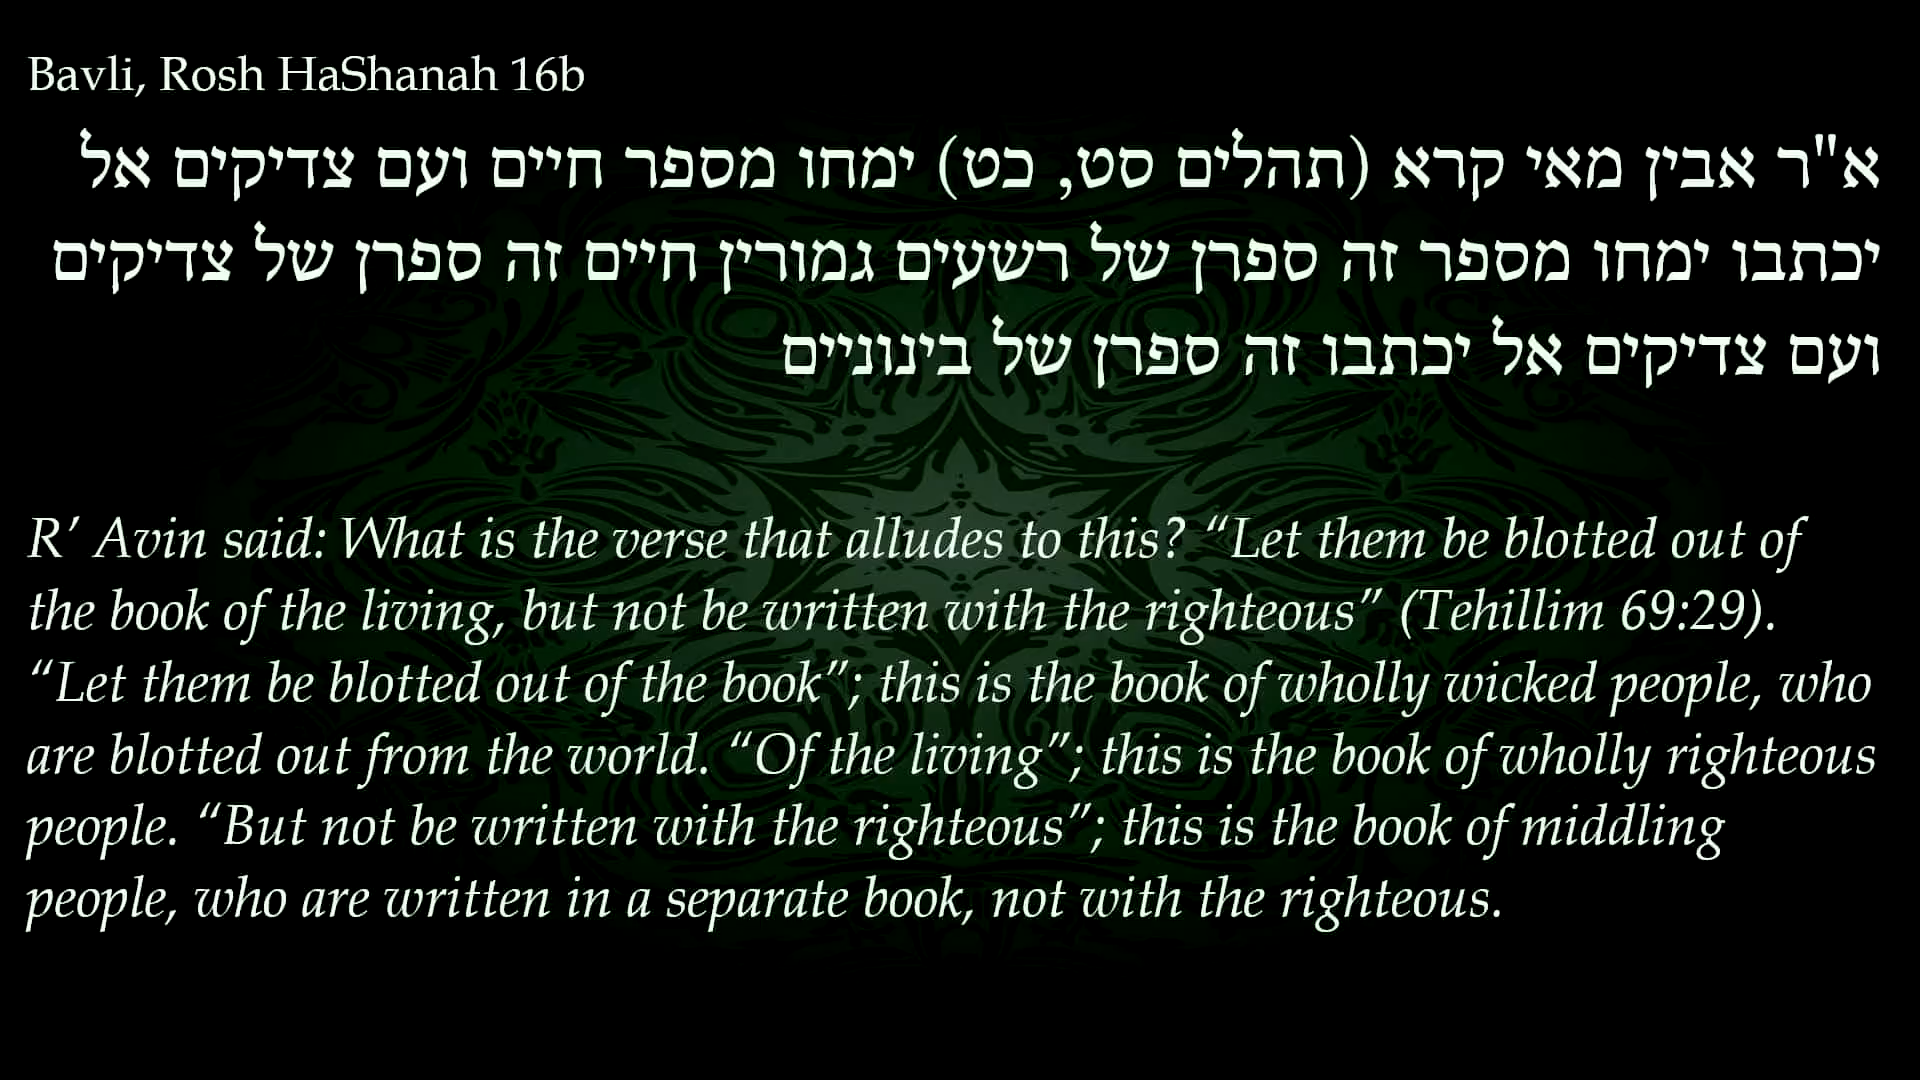 Bavli, Rosh HaShanah 16b
א"ר אבין מאי קרא (תהלים סט, כט) ימחו מספר חיים ועם צדיקים אל
יכתבו ימחו מספר זה ספרן של רשעים גמורין חיים זה ספרן של צדיקים
ועם צדיקים אל יכתבו זה ספרן של בינוניים
R’ Avin said: What is the verse that alludes to this? “Let them be blotted out of
the book of the living, but not be written with the righteous” (Tehillim 69:29).
“Let them be blotted out of the book”; this is the book of wholly wicked people, who
are blotted out from the world. “Of the living”; this is the book of wholly righteous
people. “But not be written with the righteous”; this is the book of middling
people, who are written in a separate book, not with the righteous.